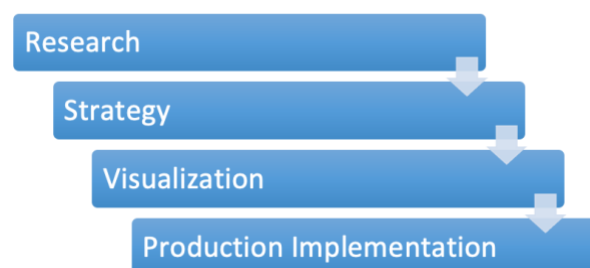 Research
Strategy
Visualization
Production Implementation